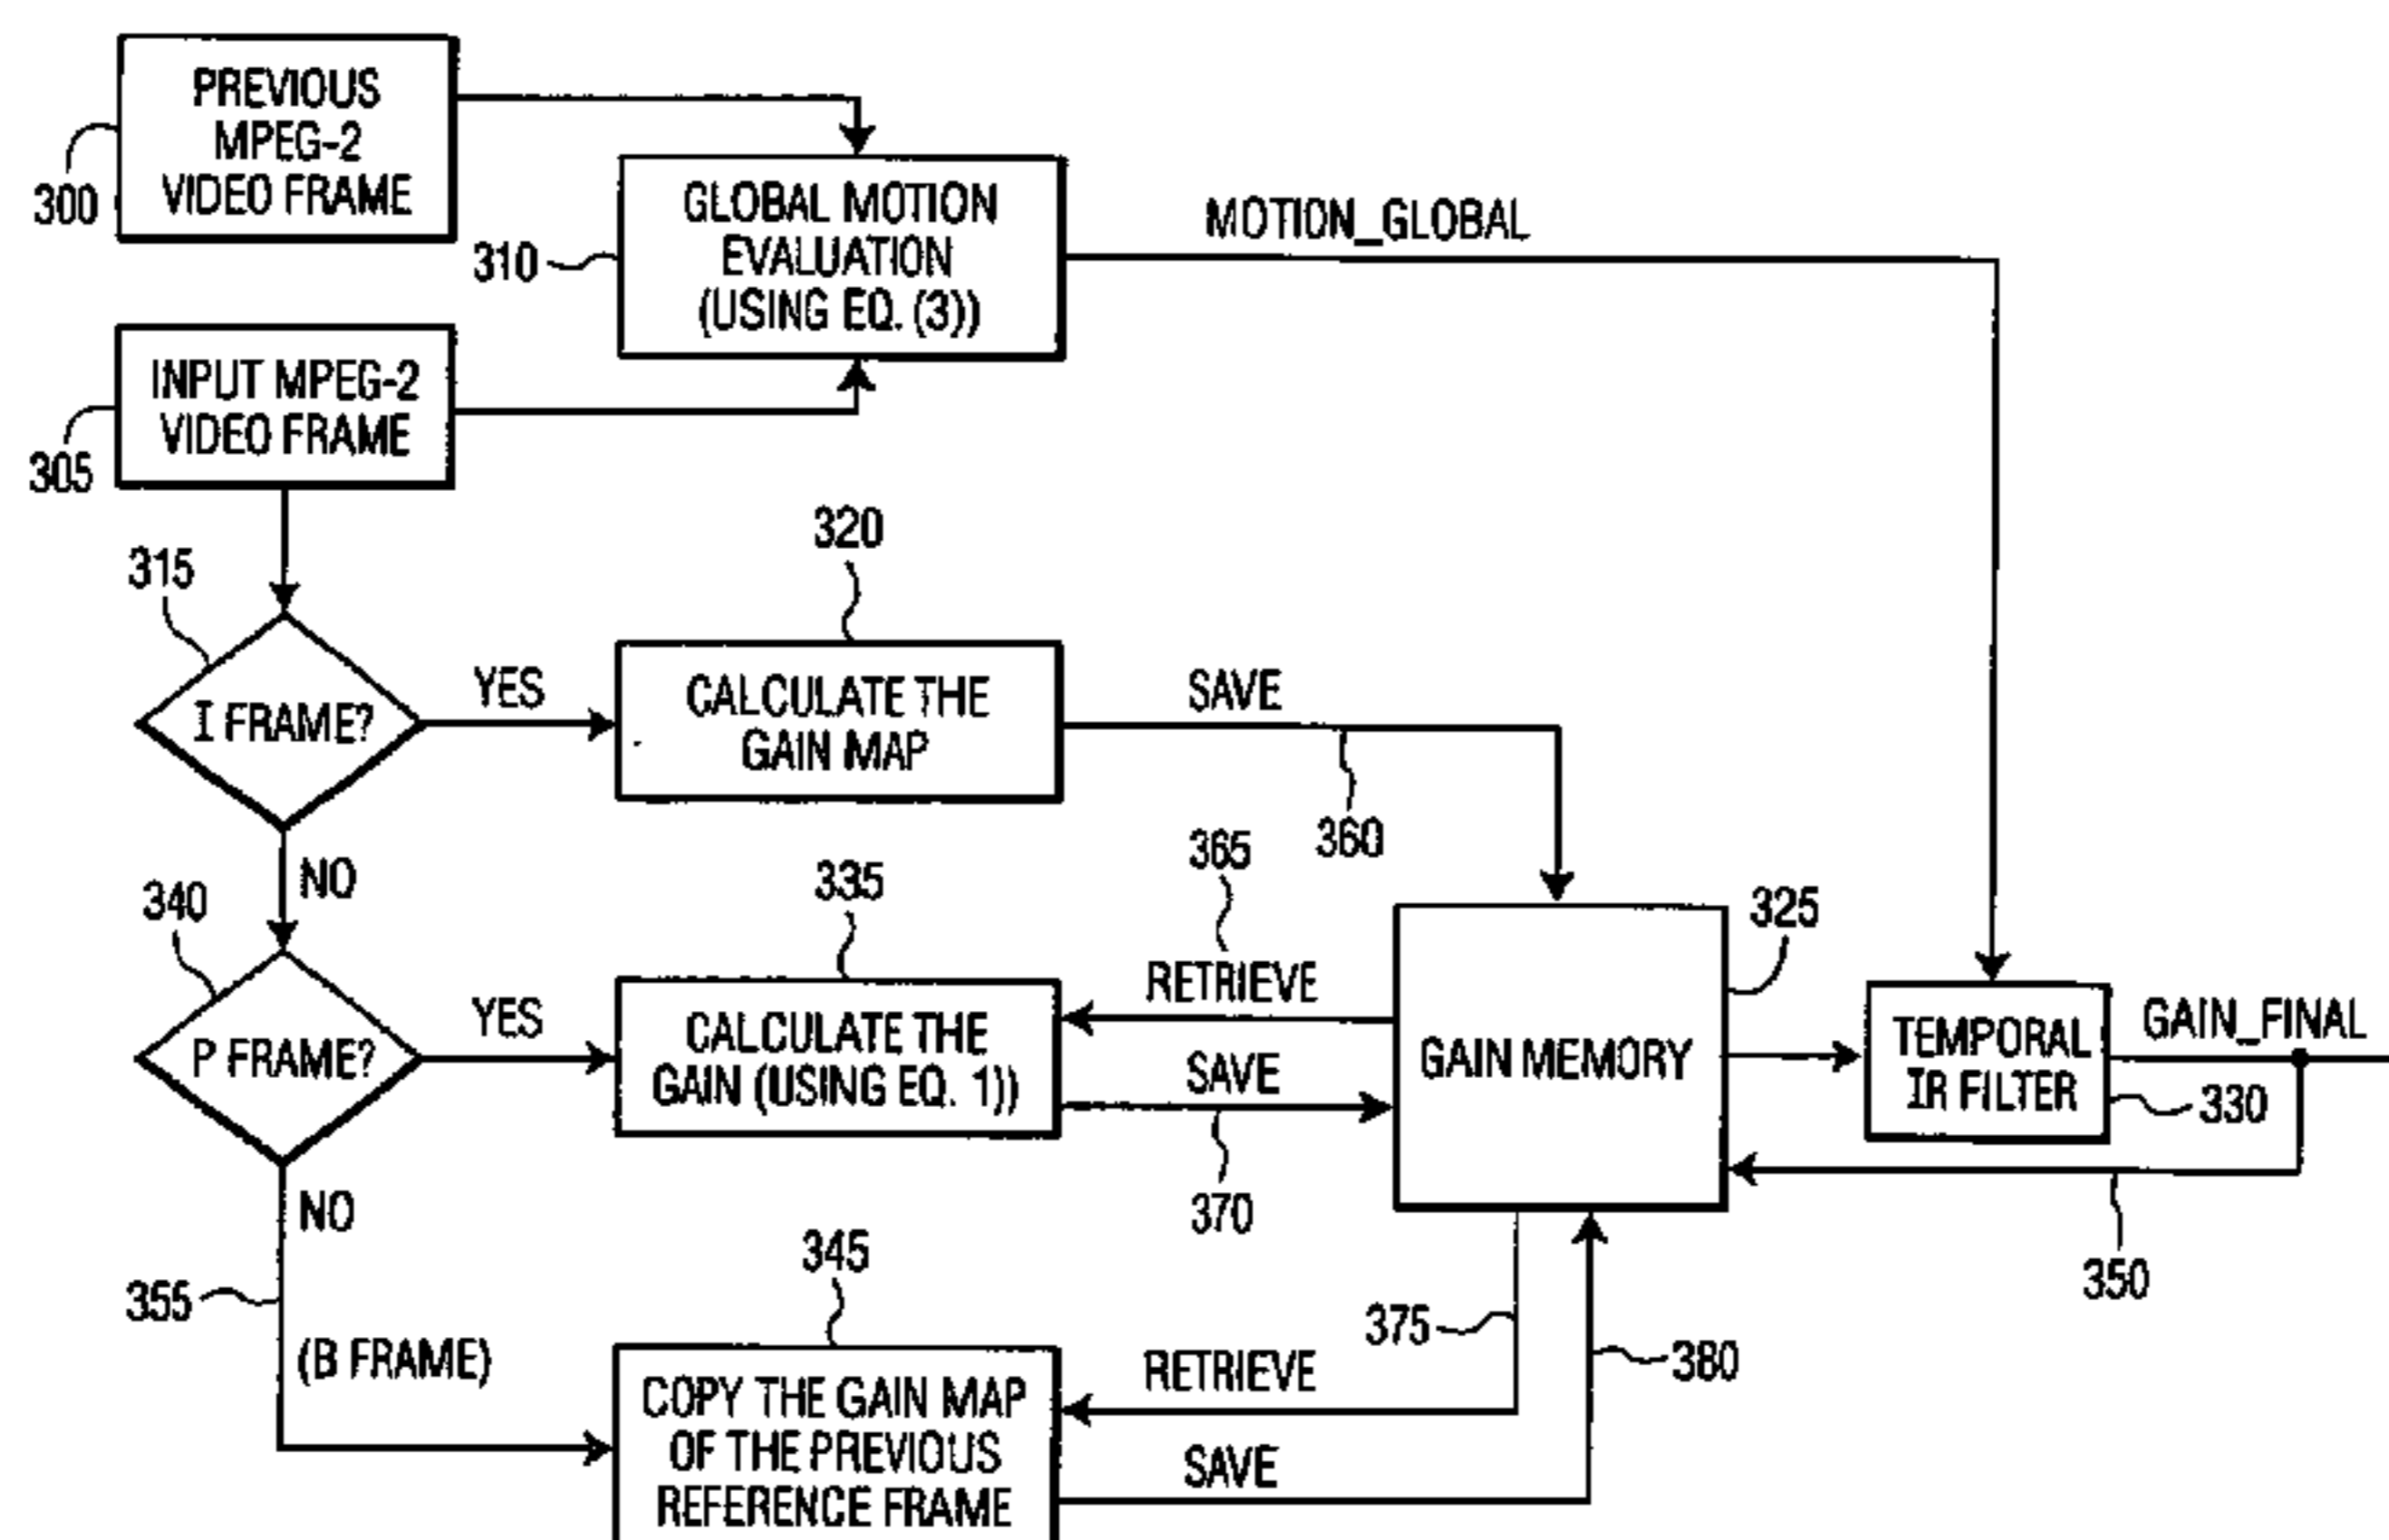 PREVIOUS
MPEG-2
VIDEO FRAME
300
GLOBAL MOTION
EVALUATION
(USING EQ. (3))
310
MOTION_GLOBAL
INPUT MPEG-2
VIDEO FRAME
305
315
I FRAME?
YES
NO
320
CALCULATE THE
GAIN MAP
SAVE
360
340
P FRAME?
YES
NO
335
CALCULATE THE
GAIN (USING EQ. 1))
365
RETRIEVE
SAVE
370
325
GAIN MEMORY
TEMPORAL
IR FILTER
330
GAIN_FINAL
350
355
(B FRAME)
345
COPY THE GAIN MAP
OF THE PREVIOUS
REFERENCE FRAME
375
RETRIEVE
SAVE
380